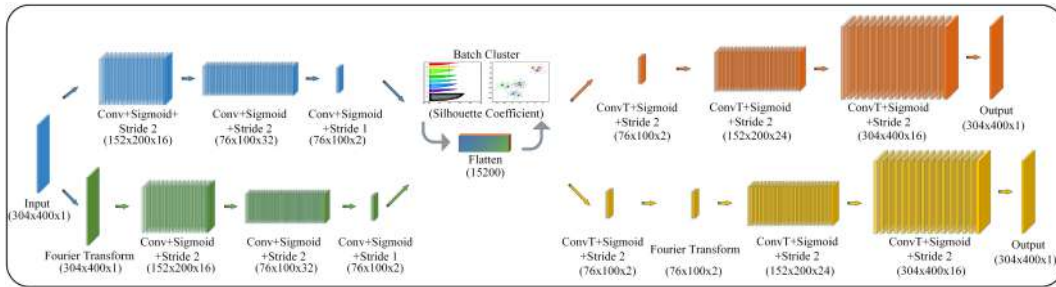 Input
(304x400x1)
Conv+Sigmoid+
Stride 2
(152x200x16)
Conv+Sigmoid
+Stride 2
(76x100x32)
Conv+Sigmoid
+Stride 1
(76x100x2)
Fourier Transform
(304x400x1)
Conv+Sigmoid
+Stride 2
(152x200x16)
Conv+Sigmoid
+Stride 2
(76x100x32)
Conv+Sigmoid
+Stride 1
(76x100x2)
Batch Cluster
(Silhouette Coefficient)
Flatten
(15200)
ConvT+Sigmoid
+Stride 2
(76x100x2)
ConvT+Sigmoid
+Stride 2
(152x200x24)
ConvT+Sigmoid
+Stride 2
(304x400x16)
Output
(304x400x1)
ConvT+Sigmoid
+Stride 2
(76x100x2)
Fourier Transform
(76x100x2)
ConvT+Sigmoid
+Stride 2
(152x200x24)
ConvT+Sigmoid
+Stride 2
(304x400x16)
Output
(304x400x1)